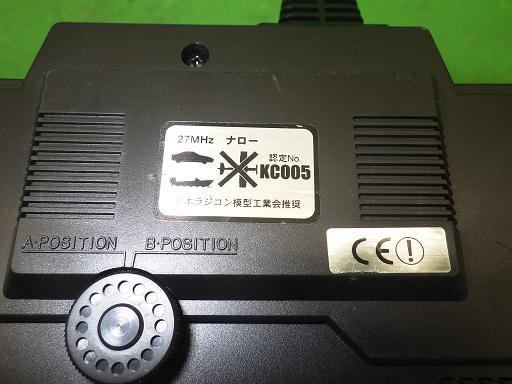 27MHz ナロー
認定No.
KC005
日本ラジコン模型工業会推奨
A·POSITION B·POSITION
CE!